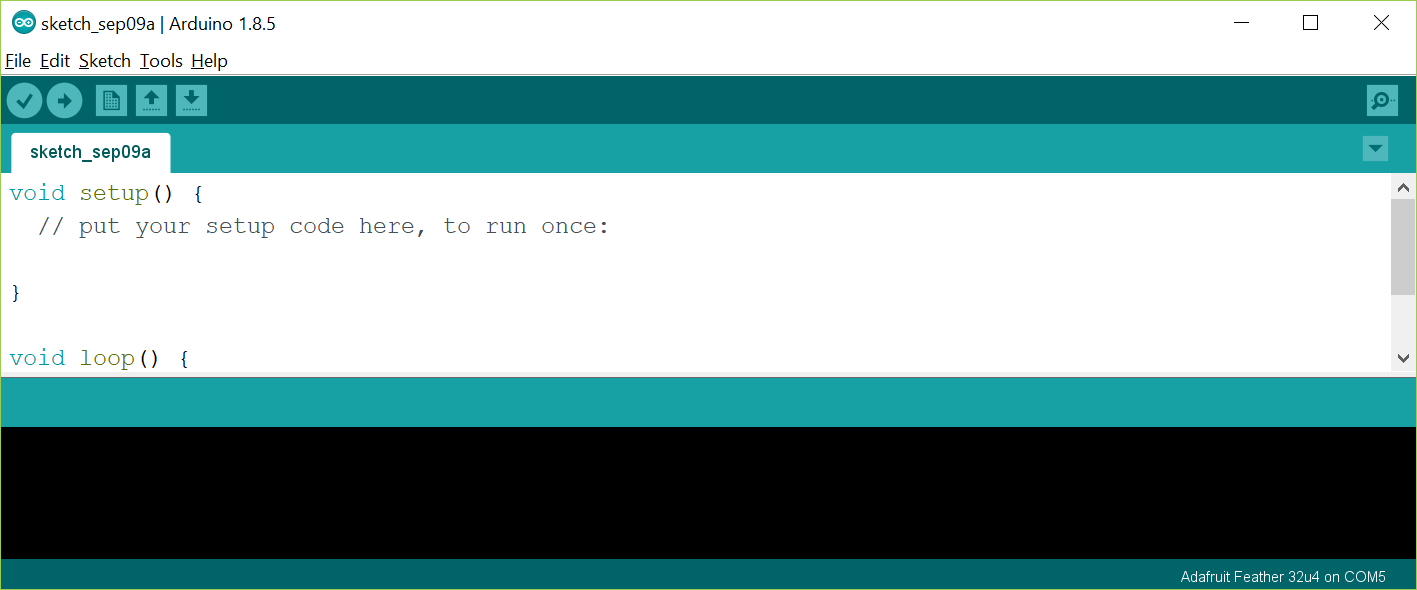 sketch_sep09a | Arduino 1.8.5
File Edit Sketch Tools Help
sketch_sep09a
void setup() {
  // put your setup code here, to run once:
}
void loop() {
Adafruit Feather 32u4 on COM5